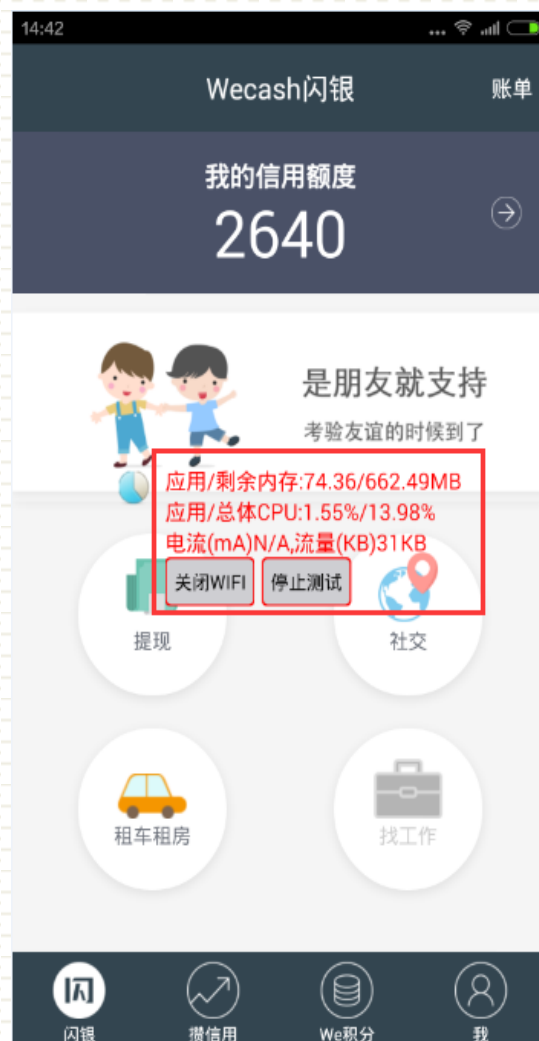 14:42
Wecash闪银
账单
我的信用额度
2640
是朋友就支持
考验友谊的时候到了
应用/剩余内存:74.36/662.49MB
应用/总体CPU:1.55%/13.98%
电流(mA)N/A,流量(KB)31KB
关闭WIFI 停止测试
提现 社交
租车租房 找工作
闪
闪银 攒信用 We积分 我